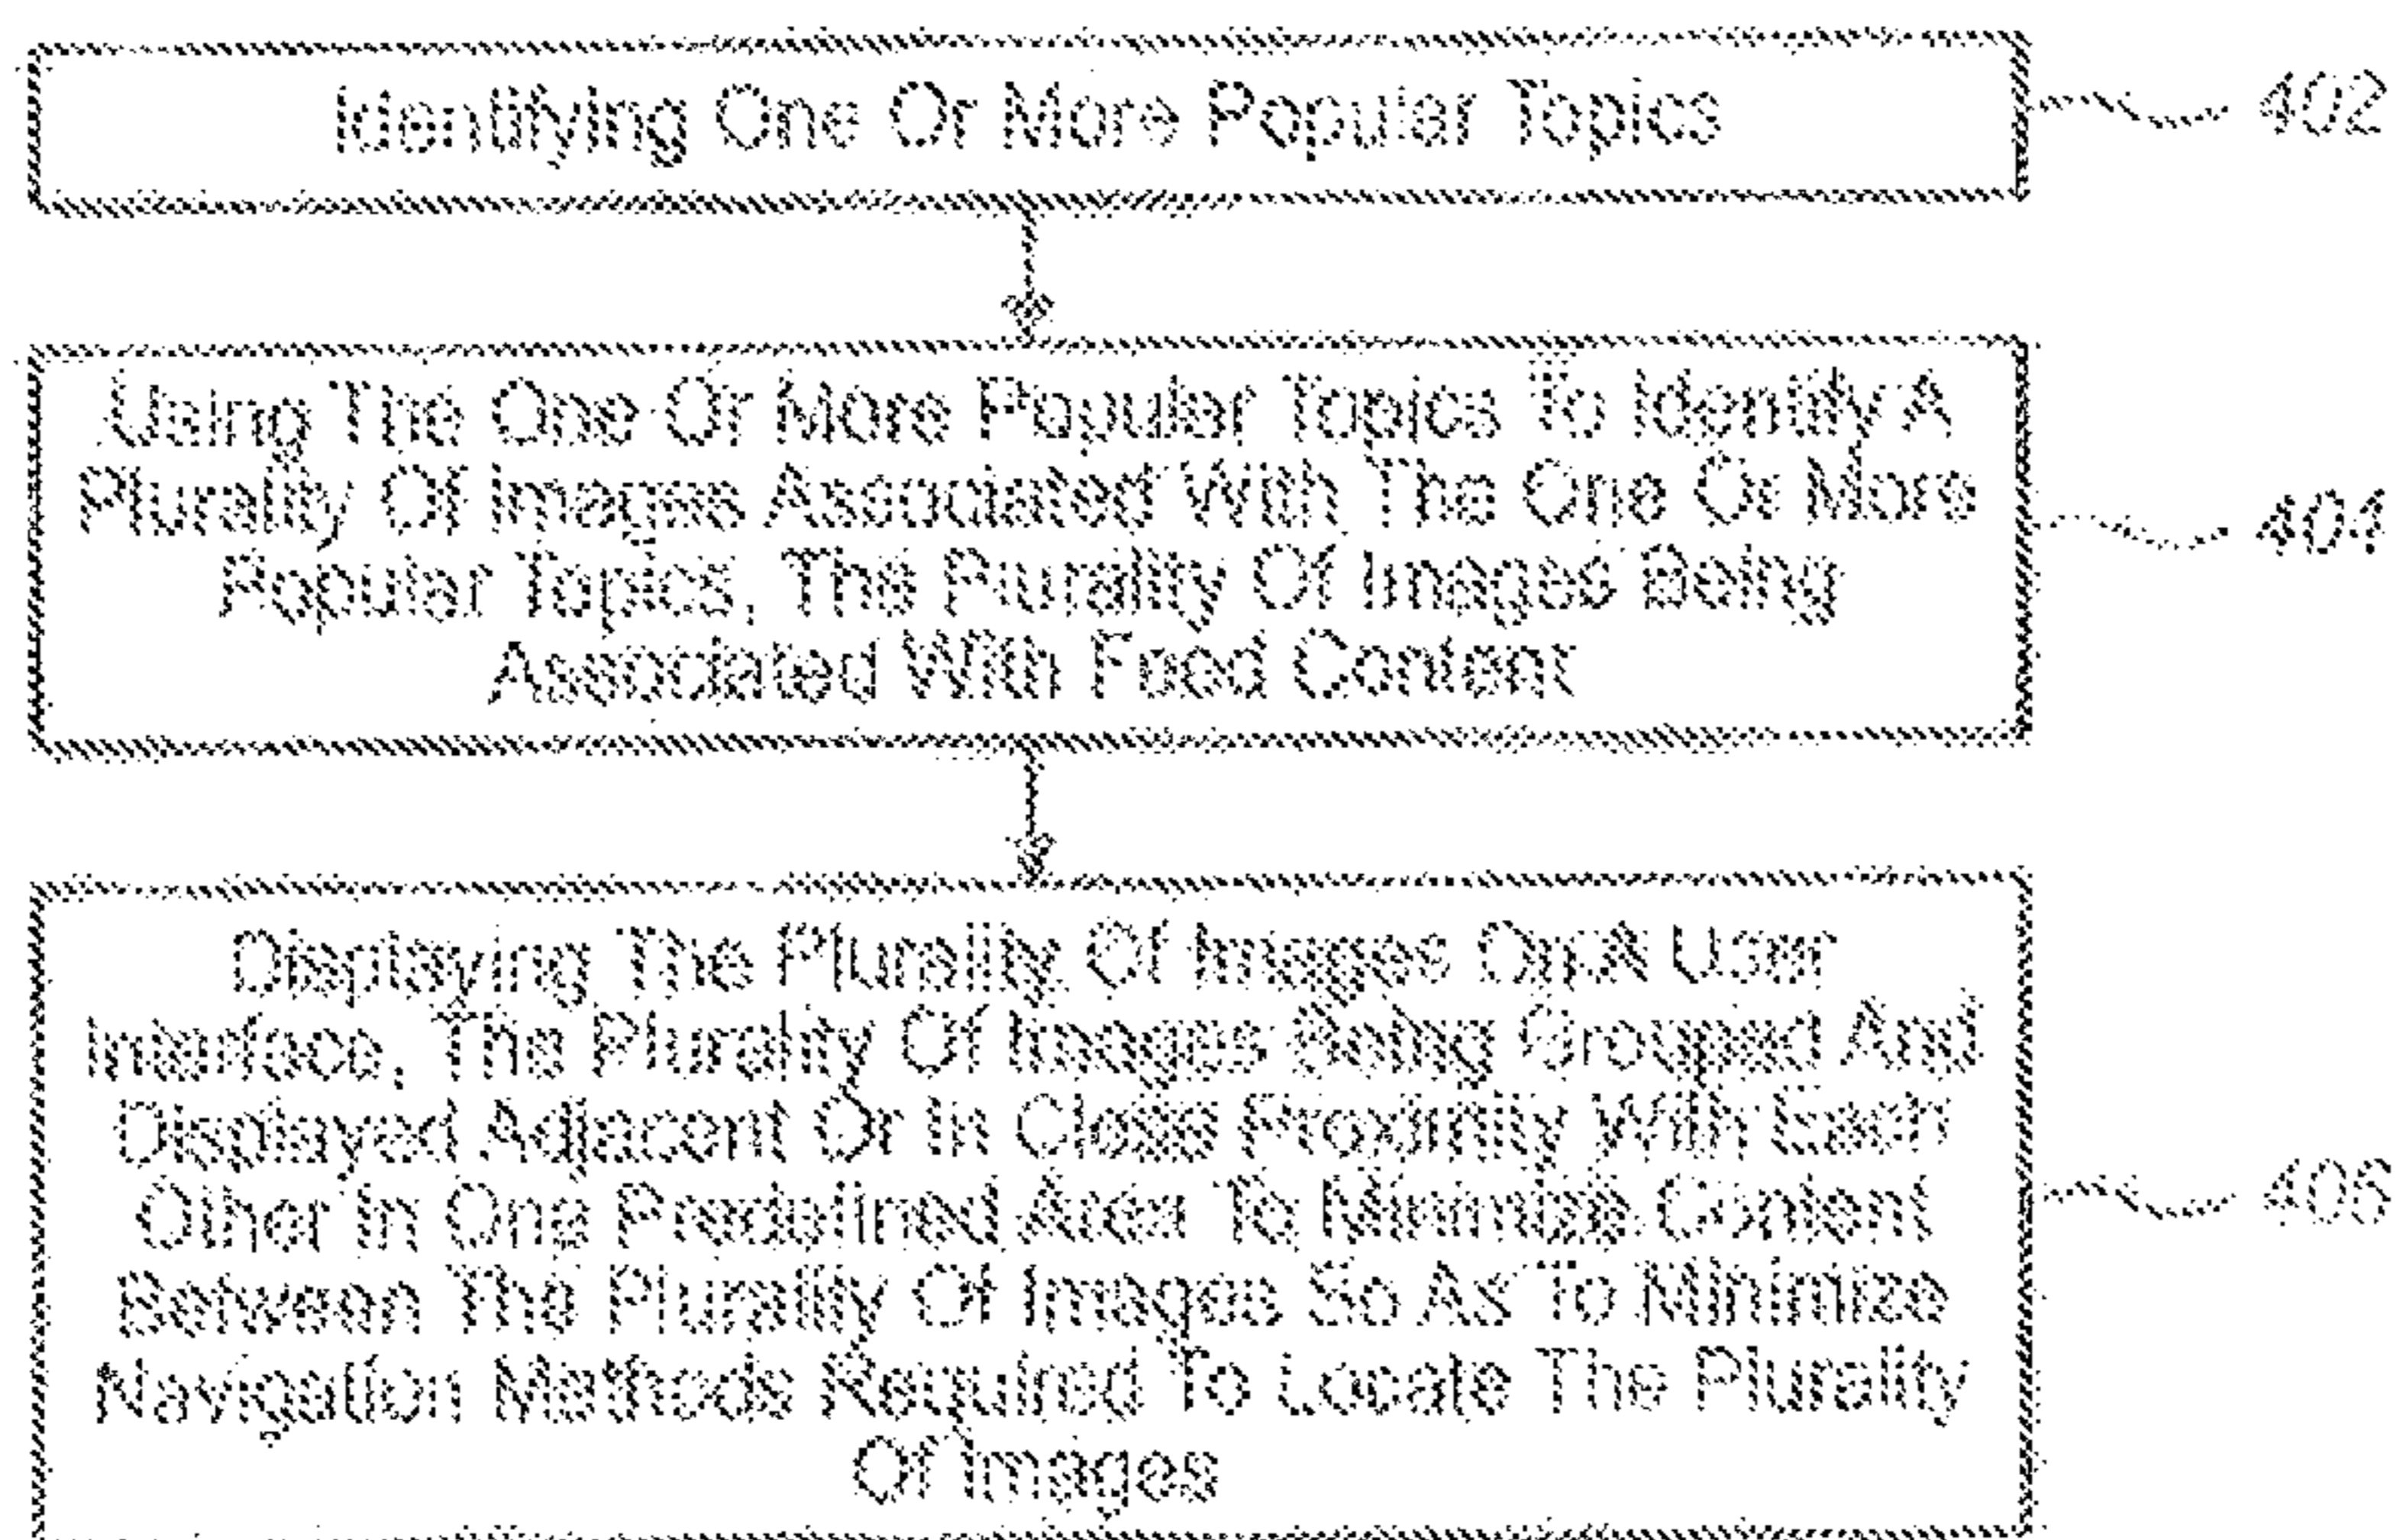 Identifying One Or More Popular Topics
402
Using The One Or More Popular Topics To Identify A
Plurality Of Images Associated With The One Or More
Popular Topics, The Plurality Of Images Being
Associated With Feed Content
404
Displaying The Plurality Of Images On A User
Interface, The Plurality Of Images Being Grouped And
Displayed Adjacent Or In Close Proximity With Each
Other In One Predefined Area To Minimize Content
Between The Plurality Of Images So As To Minimize
Navigation Methods Required To Locate The Plurality
Of Images
406